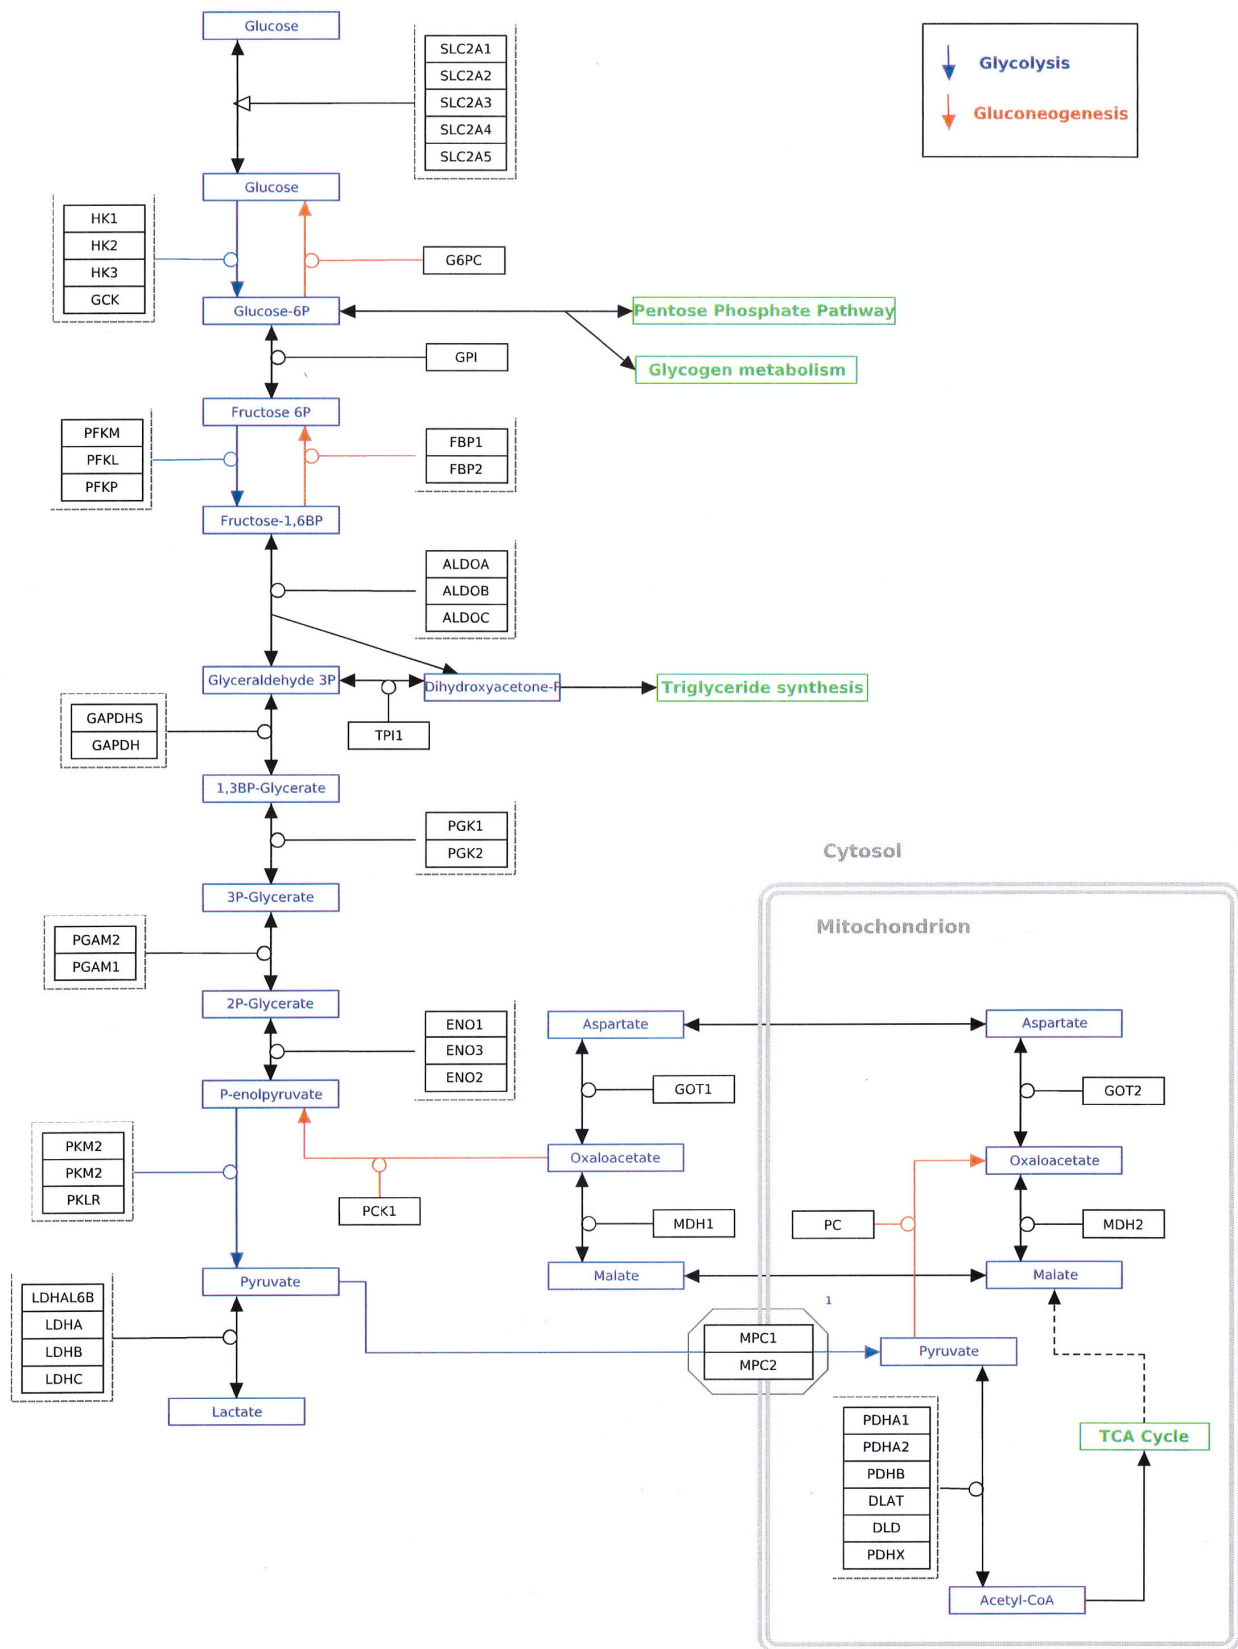 Glucose
SLC2A1
SLC2A2
SLC2A3
SLC2A4
SLC2A5
Glycolysis
Gluconeogenesis
Glucose
HK1
HK2
HK3
GCK
G6PC
Glucose-6P
Pentose Phosphate Pathway
GPI
Glycogen metabolism
Fructose 6P
PFKM
PFKL
PFKP
FBP1
FBP2
Fructose-1,6BP
ALDOA
ALDOB
ALDOC
Glyceraldehyde 3P
Dihydroxyacetone-P
Triglyceride synthesis
GAPDHS
GAPDH
TPI1
1,3BP-Glycerate
PGK1
PGK2
Cytosol
3P-Glycerate
Mitochondrion
PGAM2
PGAM1
2P-Glycerate
ENO1
ENO3
ENO2
Aspartate
Aspartate
GOT1
GOT2
P-enolpyruvate
PKM2
PKM2
PKLR
Oxaloacetate
Oxaloacetate
PCK1
MDH1
PC
MDH2
Pyruvate
Malate
Malate
1
LDHAL6B
LDHA
LDHB
LDHC
MPC1
MPC2
Pyruvate
Lactate
PDHA1
PDHA2
PDHB
DLAT
DLD
PDHX
TCA Cycle
Acetyl-CoA